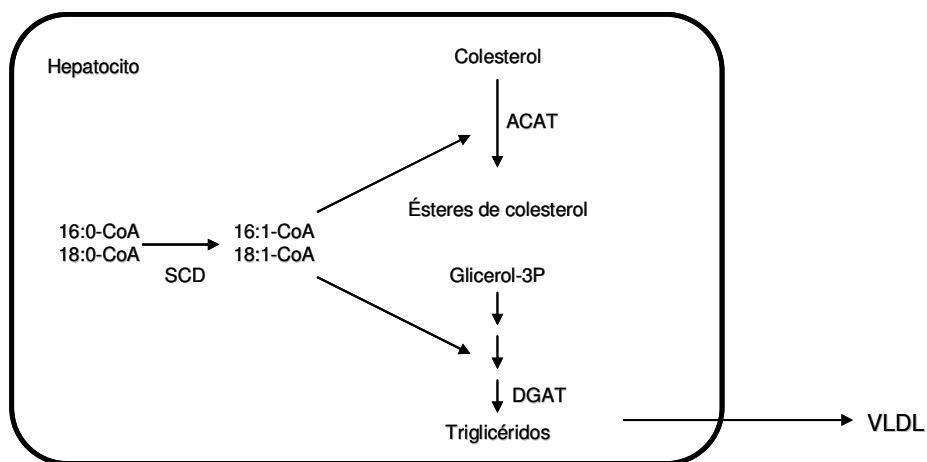 Hepatocito
Colesterol
ACAT
Ésteres de colesterol
16:0-CoA
18:0-CoA
SCD
16:1-CoA
18:1-CoA
Glicerol-3P
DGAT
Triglicéridos
VLDL